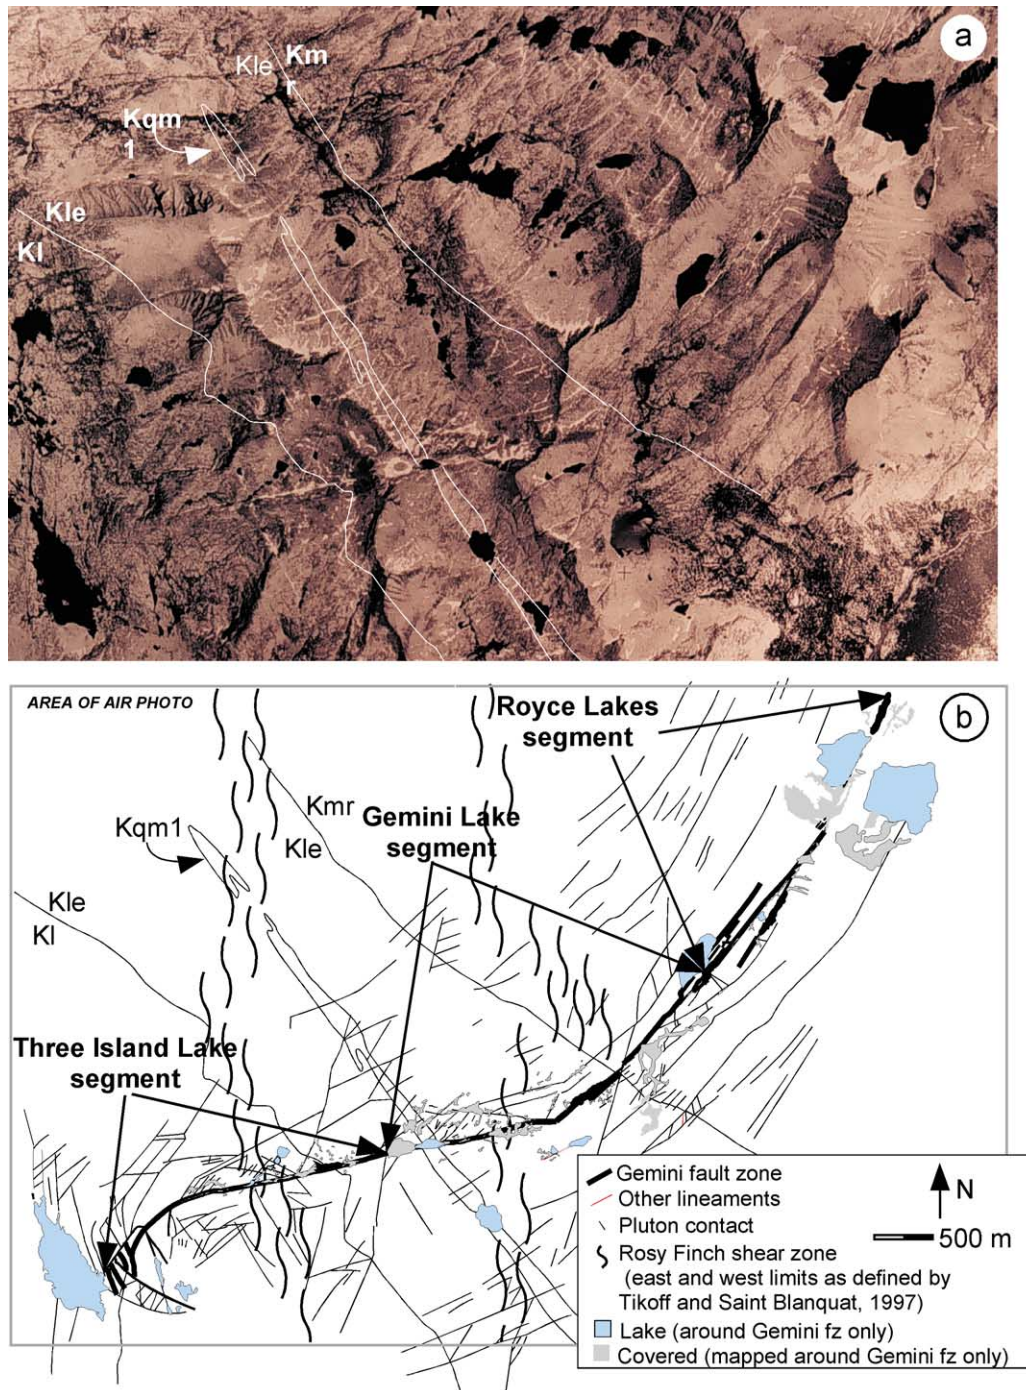 a
Kle
Km
r
Kqm
1
Kle
Kl
AREA OF AIR PHOTO
b
Royce Lakes
segment
Kmr
Gemini Lake
segment
Kqm1
Kle
Kle
Kl
Three Island Lake
segment
Gemini fault zone
Other lineaments
Pluton contact
Rosy Finch shear zone
(east and west limits as defined by
Tikoff and Saint Blanquat, 1997)
Lake (around Gemini fz only)
Covered (mapped around Gemini fz only)
N
500 m